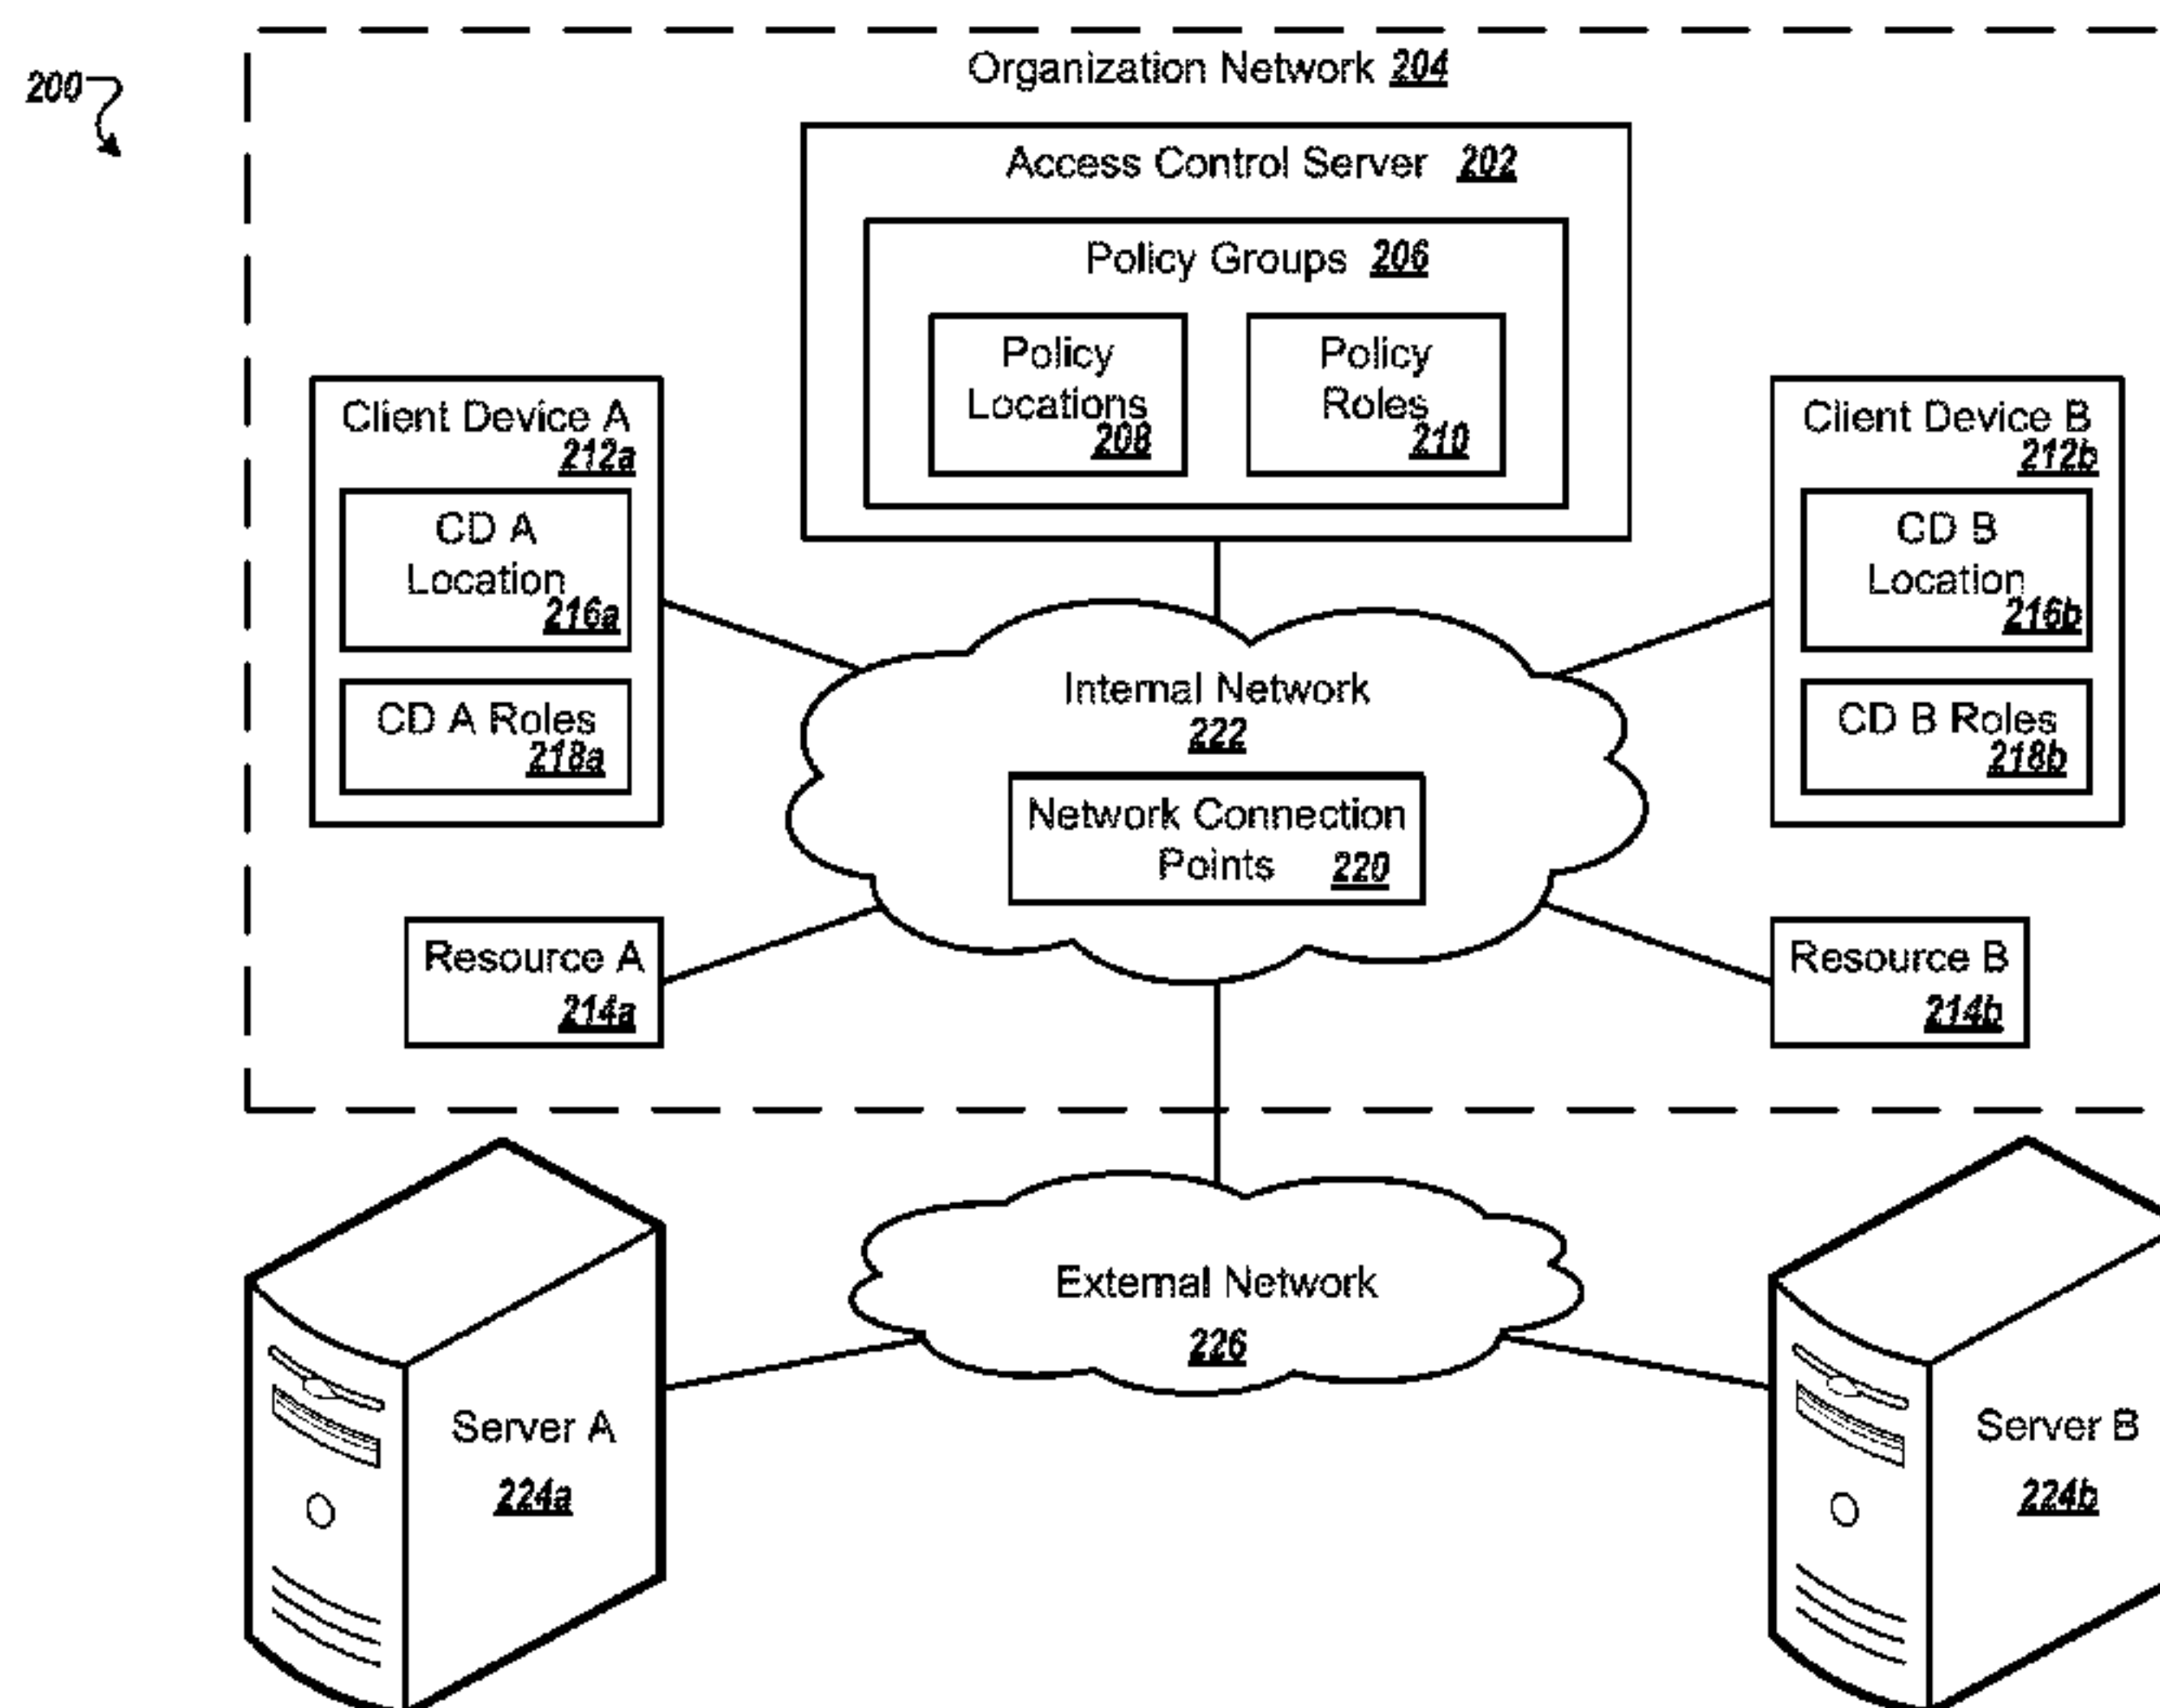 200
Organization Network 204
Access Control Server 202
Policy Groups 206
Policy
Locations
208
Policy
Roles
210
Client Device A
212a
CD A
Location
216a
CD A Roles
218a
Client Device B
212b
CD B
Location
216b
CD B Roles
218b
Internal Network
222
Network Connection
Points 220
Resource A
214a
Resource B
214b
External Network
226
Server A
224a
Server B
224b